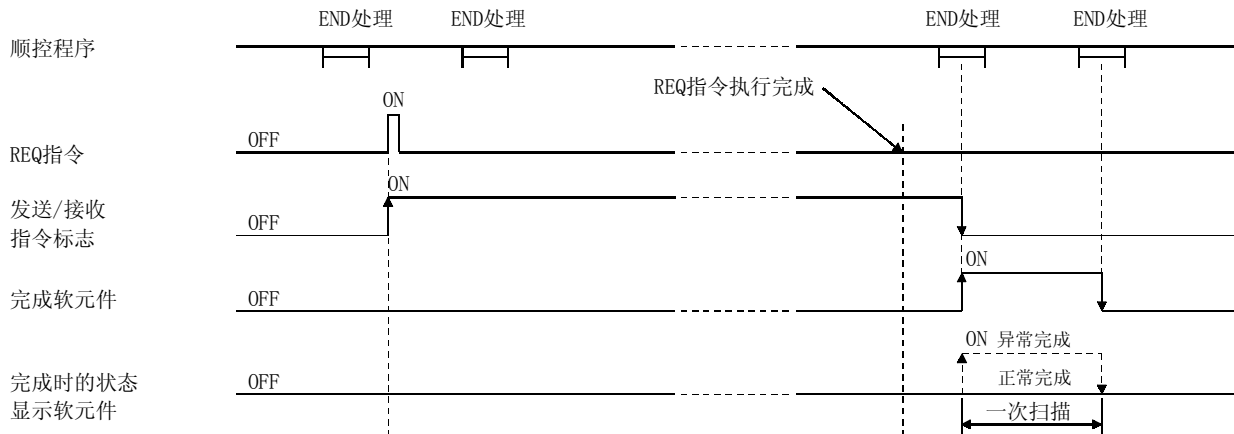 END处理 END处理 END处理 END处理
顺控程序
REQ指令执行完成
ON
OFF
REQ指令
ON
发送/接收
指令标志
OFF
ON
完成软元件
OFF
ON 异常完成
完成时的状态
显示软元件
OFF
正常完成
一次扫描